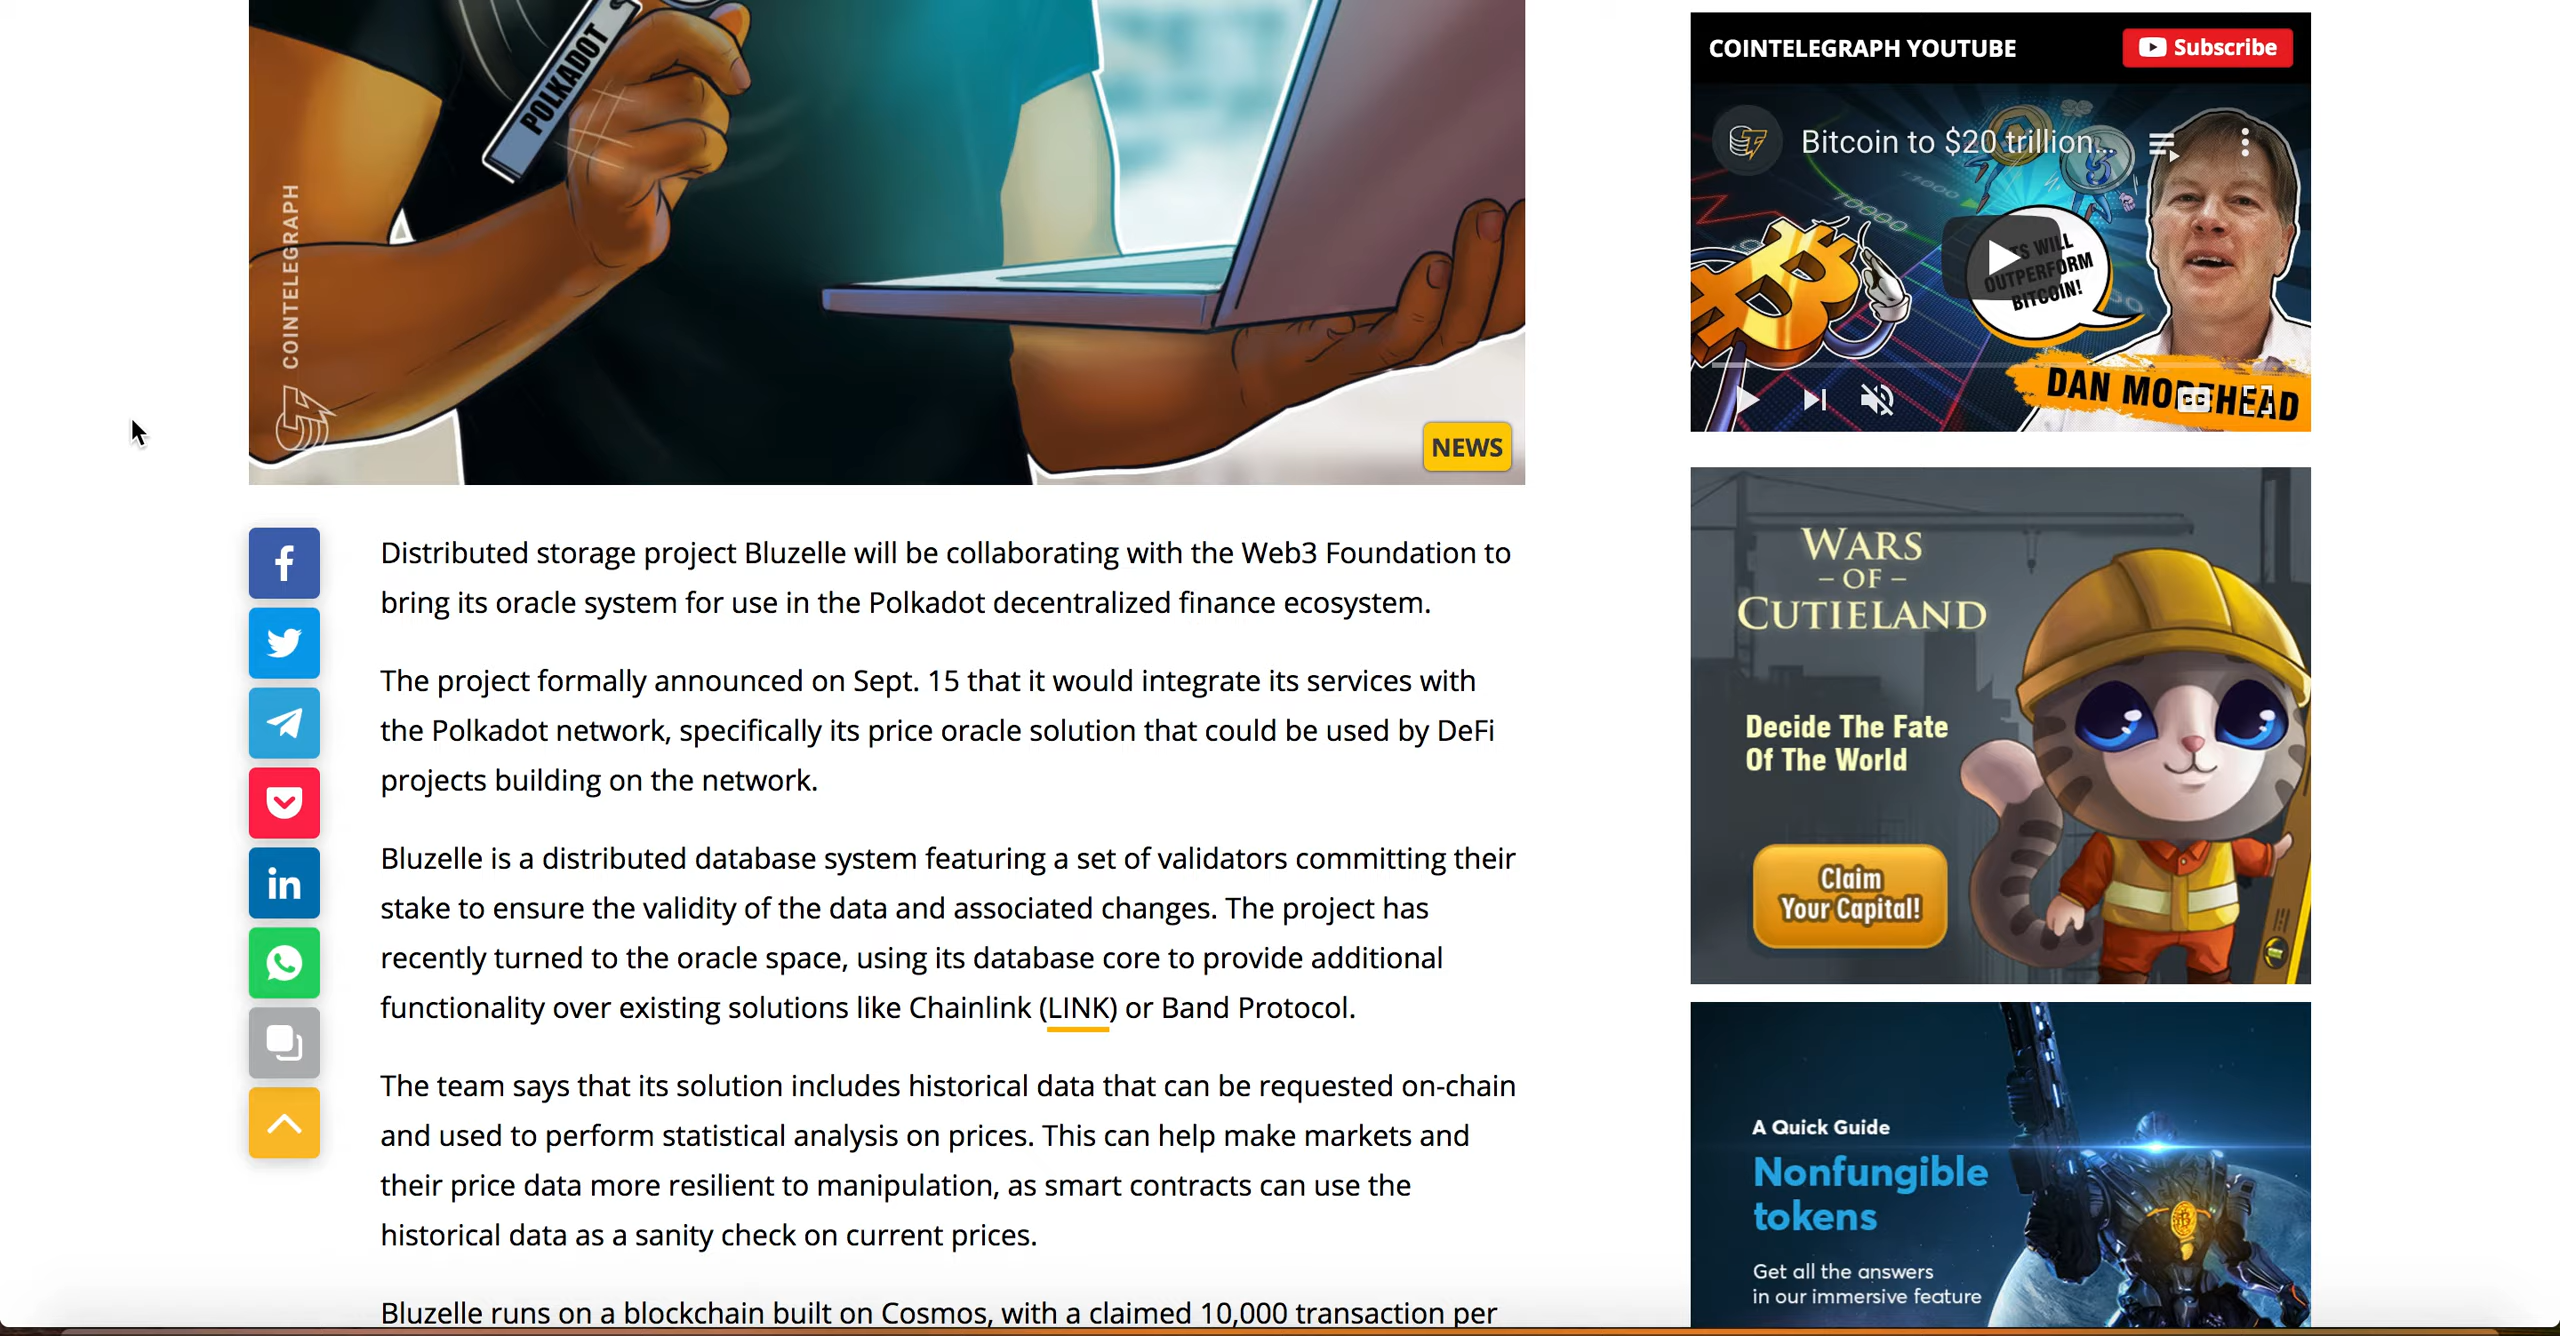 POLKADOT
COINTELEGRAPH
NEWS
Distributed storage project Bluzelle will be collaborating with the Web3 Foundation to
bring its oracle system for use in the Polkadot decentralized finance ecosystem.
The project formally announced on Sept. 15 that it would integrate its services with
the Polkadot network, specifically its price oracle solution that could be used by DeFi
projects building on the network.
Bluzelle is a distributed database system featuring a set of validators committing their
stake to ensure the validity of the data and associated changes. The project has
recently turned to the oracle space, using its database core to provide additional
functionality over existing solutions like Chainlink (LINK) or Band Protocol.
The team says that its solution includes historical data that can be requested on-chain
and used to perform statistical analysis on prices. This can help make markets and
their price data more resilient to manipulation, as smart contracts can use the
historical data as a sanity check on current prices.
Bluzelle runs on a blockchain built on Cosmos, with a claimed 10,000 transaction per
COINTELEGRAPH YOUTUBE
Subscribe
Bitcoin to $20 trillion...
WILL
OUTPERFORM
BITCOIN!
DAN MOREHEAD
WARS
– OF –
CUTIELAND
Decide The Fate
Of The World
Claim
Your Capital!
A Quick Guide
Nonfungible
tokens
Get all the answers
in our immersive feature